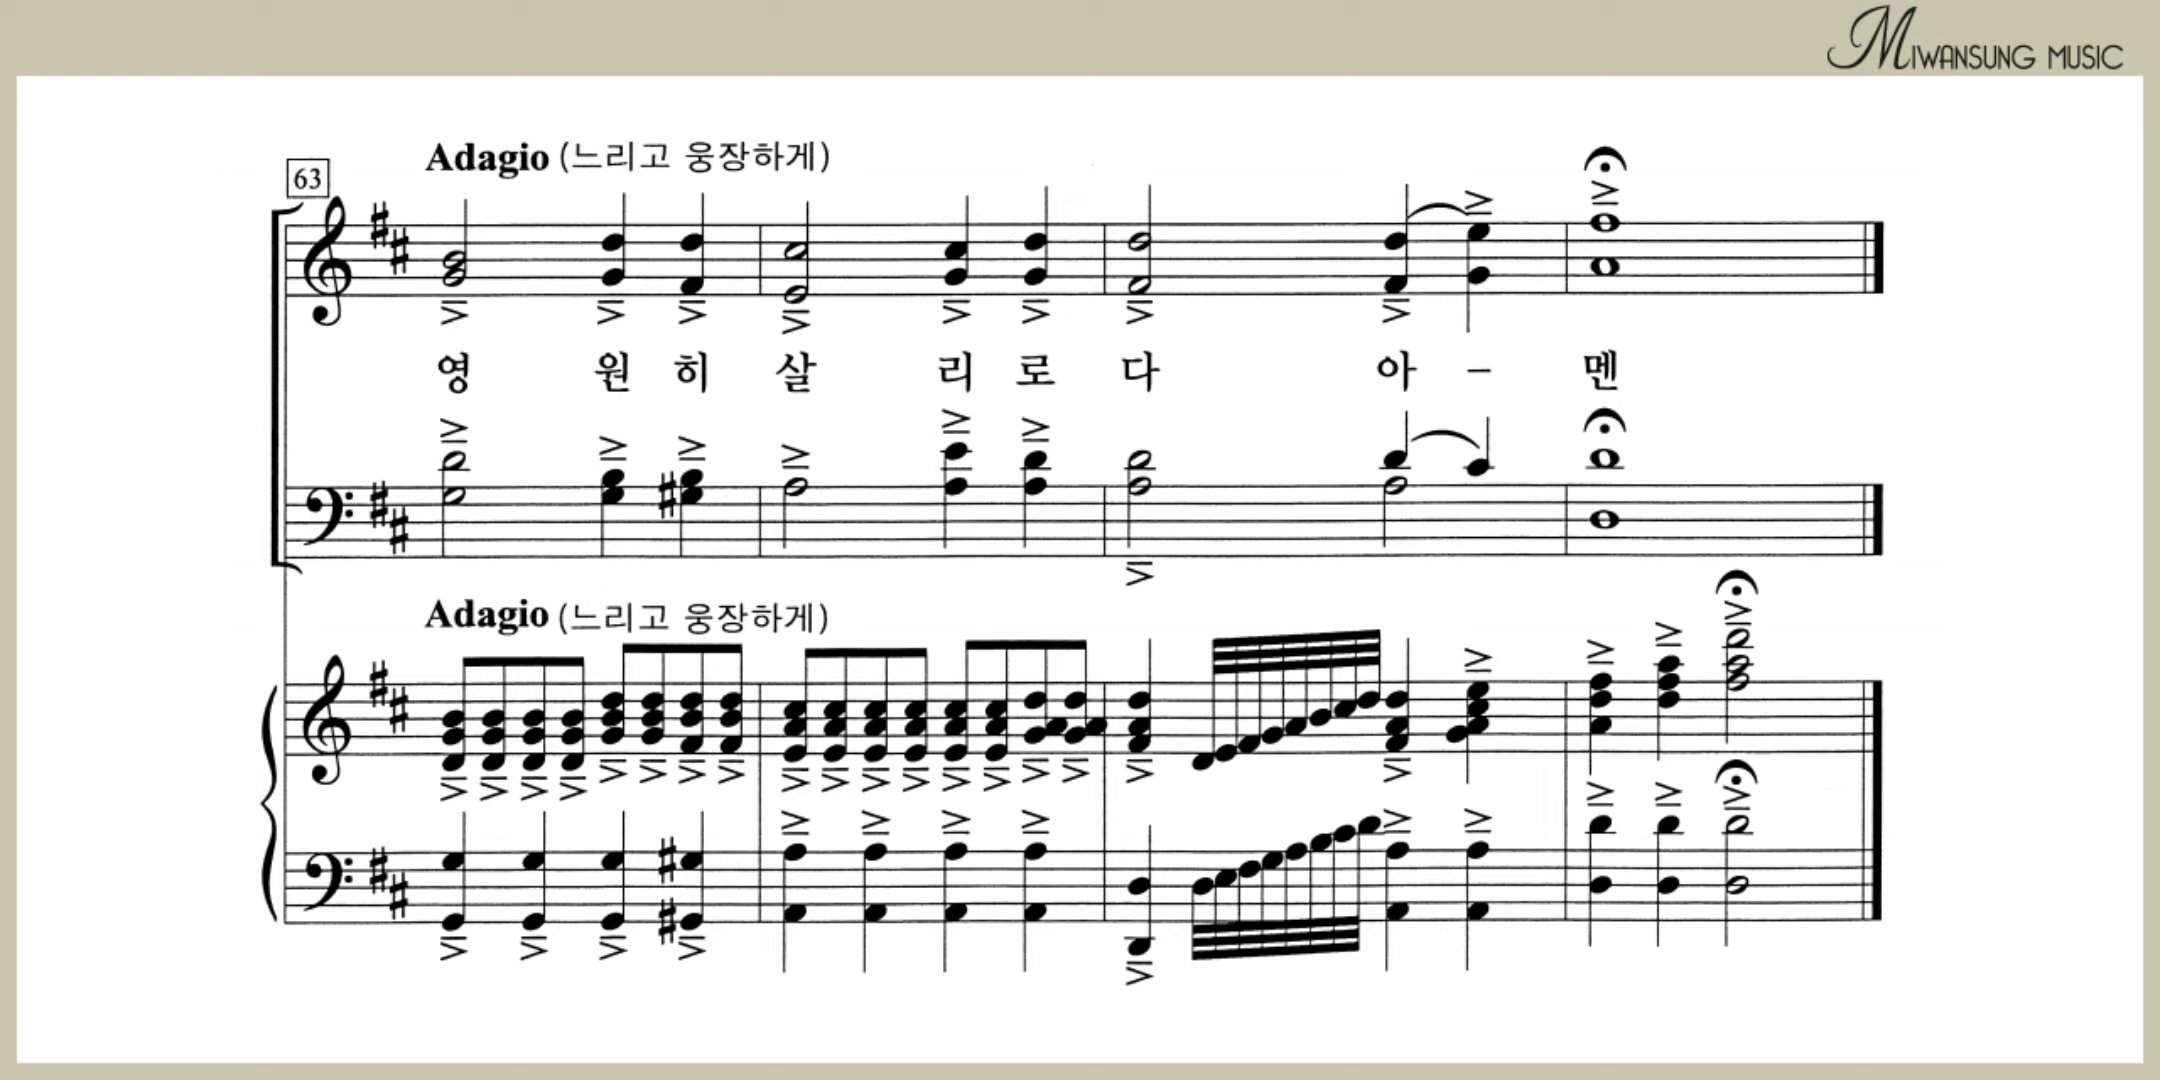 MIWANSUNG MUSIC
Adagio (느리고 웅장하게)
63
영 원 히 살 리 로 다 아 – 멘
Adagio (느리고 웅장하게)